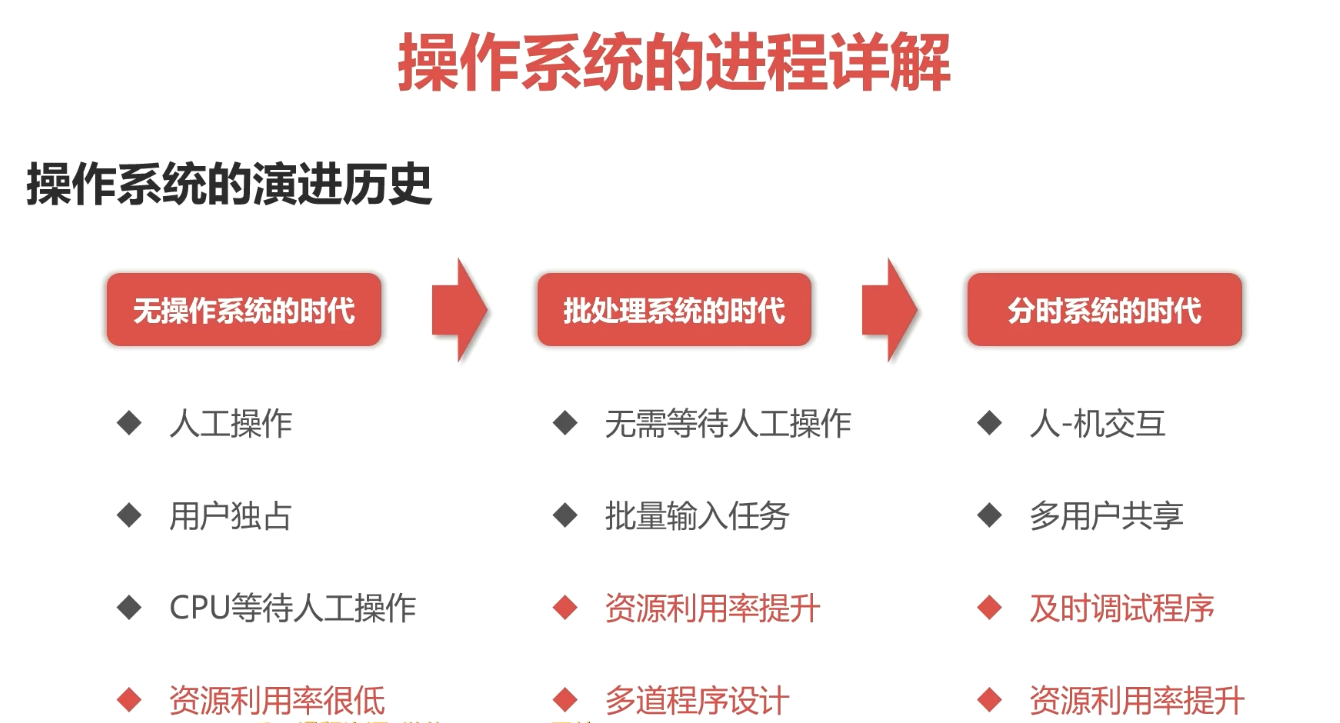 操作系统的进程详解
操作系统的演进历史
无操作系统的时代
批处理系统的时代
分时系统的时代
人工操作
无需等待人工操作
人-机交互
用户独占
批量输入任务
多用户共享
CPU等待人工操作
资源利用率提升
及时调试程序
资源利用率很低
多道程序设计
资源利用率提升